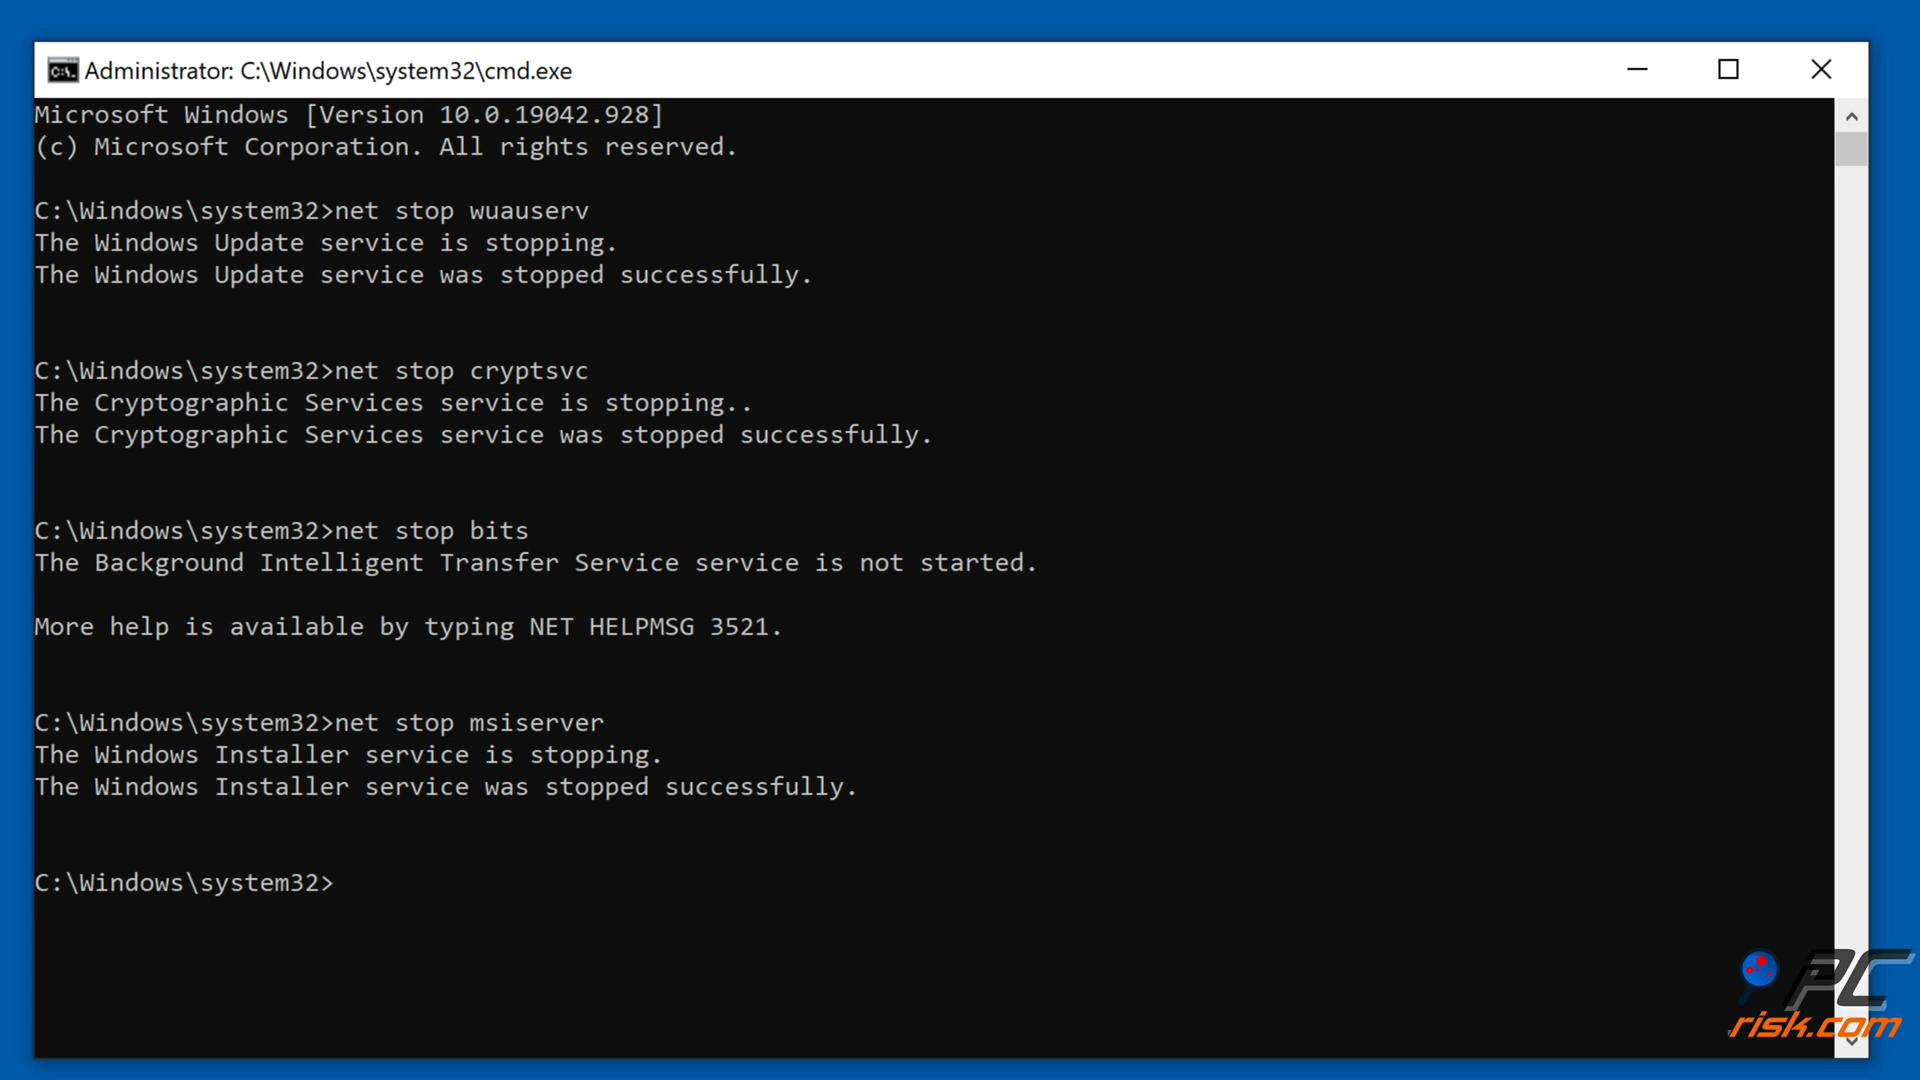 Administrator: C:\Windows\system32\cmd.exe
Microsoft Windows [Version 10.0.19042.928]
(c) Microsoft Corporation. All rights reserved.
C:\Windows\system32>net stop wuauserv
The Windows Update service is stopping.
The Windows Update service was stopped successfully.
C:\Windows\system32>net stop cryptsvc
The Cryptographic Services service is stopping..
The Cryptographic Services service was stopped successfully.
C:\Windows\system32>net stop bits
The Background Intelligent Transfer Service service is not started.
More help is available by typing NET HELPMSG 3521.
C:\Windows\system32>net stop msiserver
The Windows Installer service is stopping.
The Windows Installer service was stopped successfully.
C:\Windows\system32>
PC
risk.com